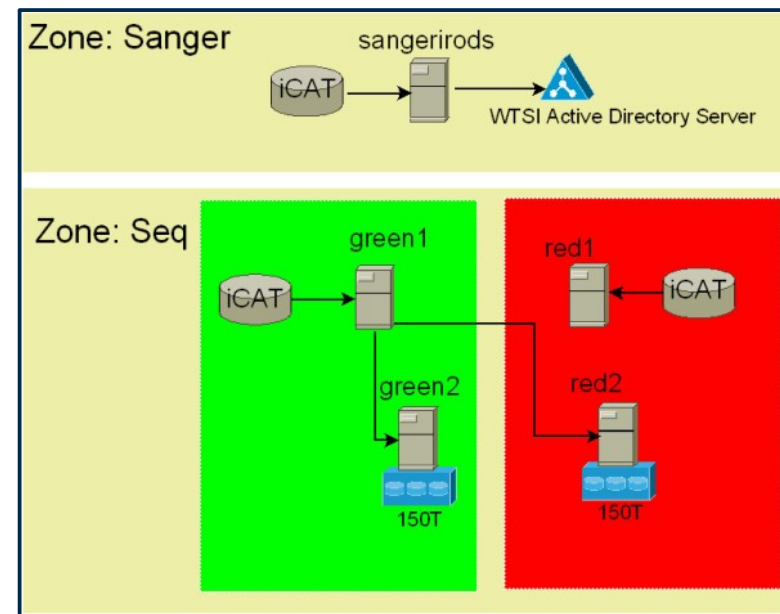 Zone: Sanger
sangerirods
iCAT
WTSI Active Directory Server
Zone: Seq
green1
red1
iCAT
iCAT
green2
red2
150T
150T